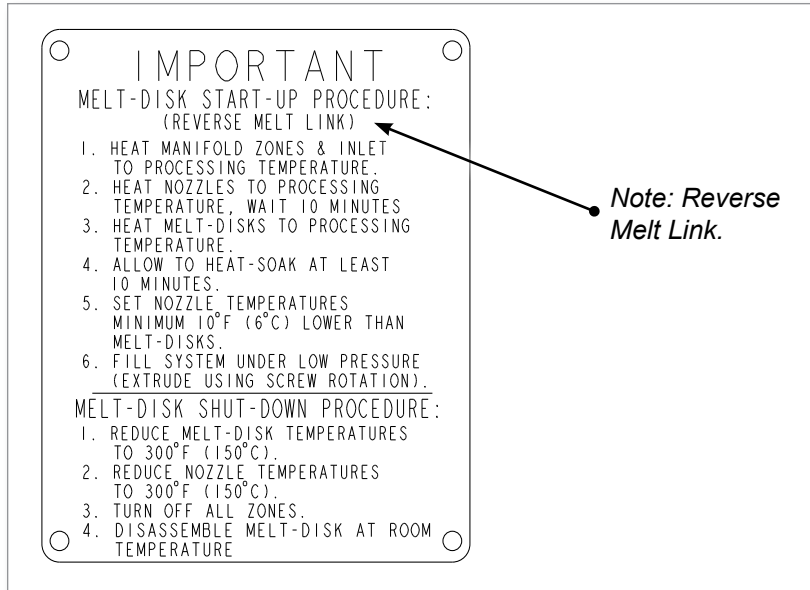 IMPORTANT
MELT-DISK START-UP PROCEDURE:
(REVERSE MELT LINK)
1. HEAT MANIFOLD ZONES & INLET
TO PROCESSING TEMPERATURE.
2. HEAT NOZZLES TO PROCESSING
TEMPERATURE, WAIT 10 MINUTES
3. HEAT MELT-DISKS TO PROCESSING
TEMPERATURE.
4. ALLOW TO HEAT-SOAK AT LEAST
10 MINUTES.
5. SET NOZZLE TEMPERATURES
MINIMUM 10°F (6°C) LOWER THAN
MELT-DISKS.
6. FILL SYSTEM UNDER LOW PRESSURE
(EXTRUDE USING SCREW ROTATION).
MELT-DISK SHUT-DOWN PROCEDURE:
1. REDUCE MELT-DISK TEMPERATURES
TO 300°F (150°C).
2. REDUCE NOZZLE TEMPERATURES
TO 300°F (150°C).
3. TURN OFF ALL ZONES.
4. DISASSEMBLE MELT-DISK AT ROOM
TEMPERATURE
Note: Reverse
Melt Link.